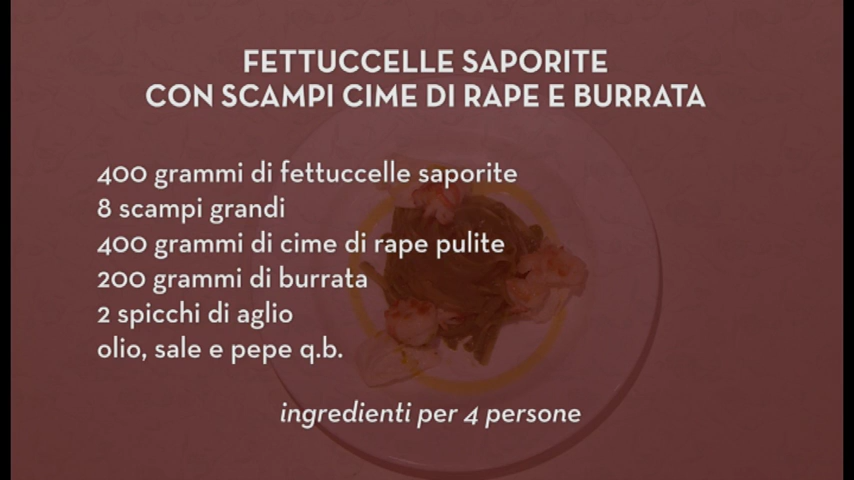 FETTUCCELLE SAPORITE
CON SCAMPI CIME DI RAPE E BURRATA
400 grammi di fettuccelle saporite
8 scampi grandi
400 grammi di cime di rape pulite
200 grammi di burrata
2 spicchi di aglio
olio, sale e pepe q.b.
ingredienti per 4 persone